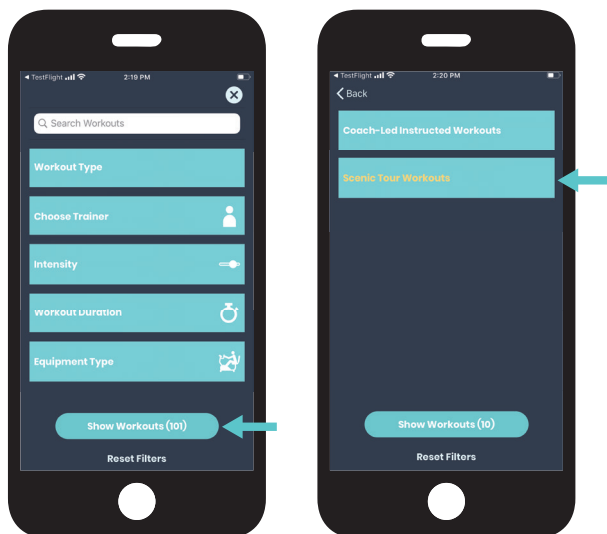 TestFlight 2:19 PM
Search Workouts
Workout Type
Choose Trainer
Intensity
Workout Duration
Equipment Type
Show Workouts (101)
Reset Filters
TestFlight 2:20 PM
Back
Coach-Led Instructed Workouts
Scenic Tour Workouts
Show Workouts (10)
Reset Filters